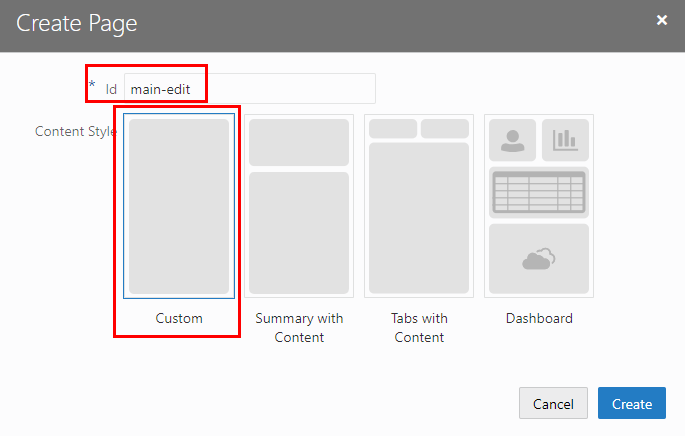 Create Page
* Id main-edit
Content Style
Custom
Summary with
Content
Tabs with
Content
Dashboard
Cancel
Create